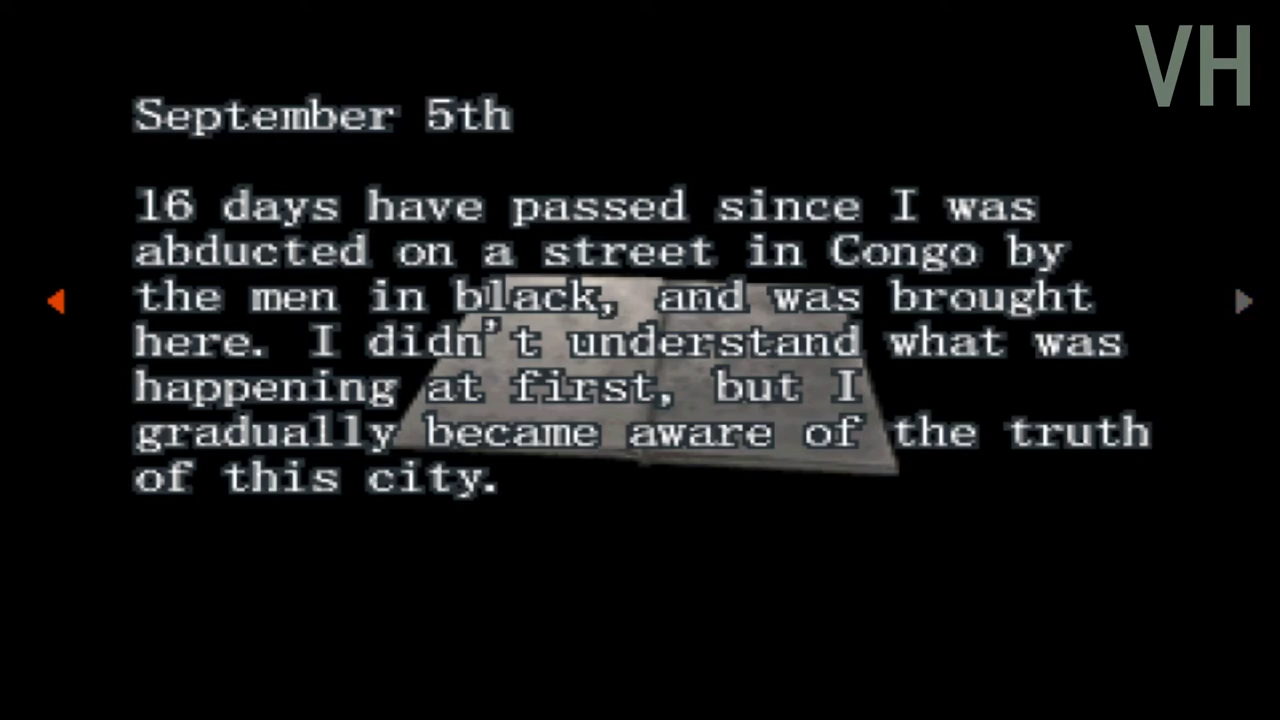 VH
September 5th
16 days have passed since I was
abducted on a street in Congo by
the men in black, and was brought
here. I didn't understand what was
happening at first, but I
gradually became aware of the truth
of this city.